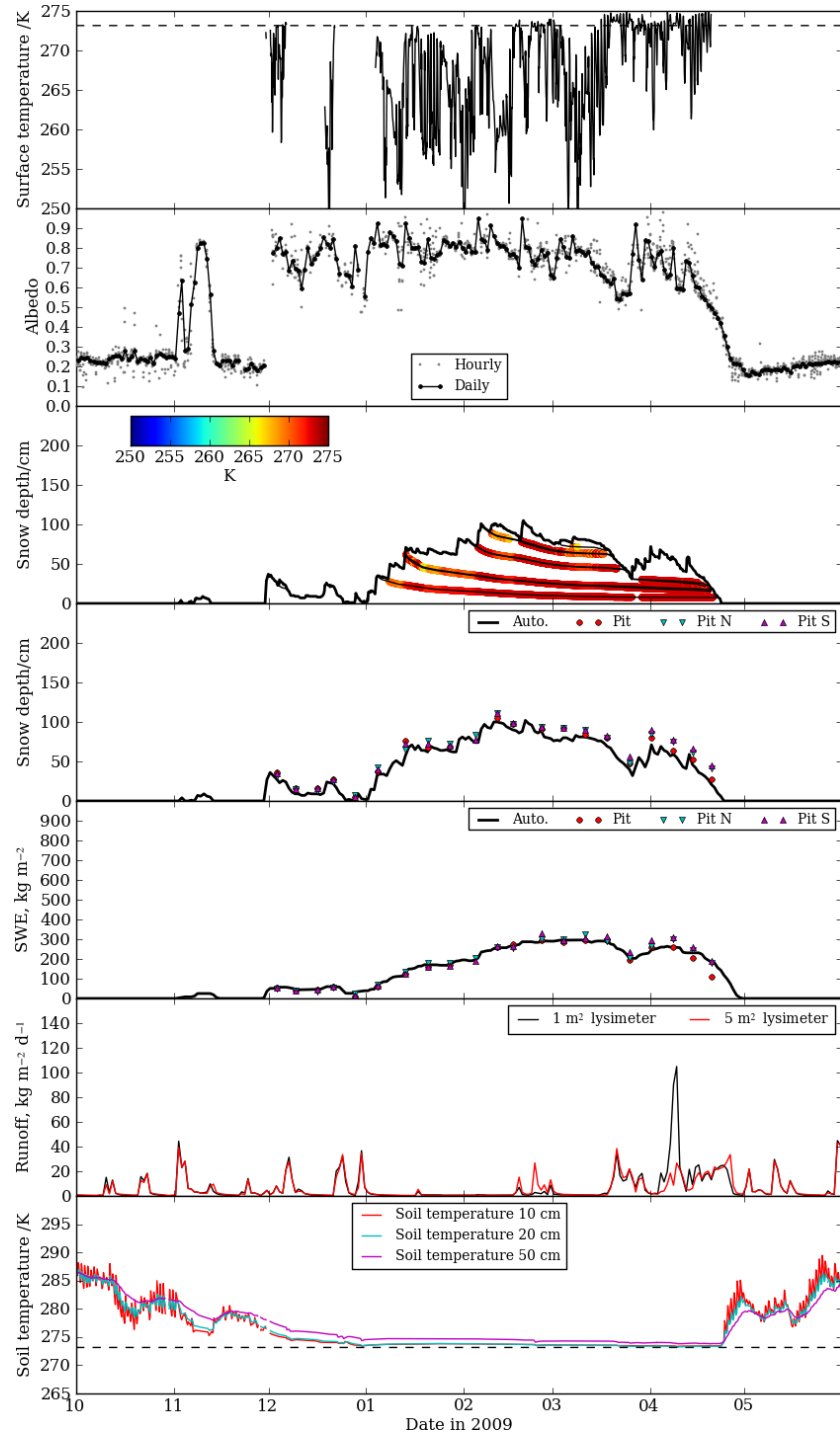 275
270
265
260
255
250
Surface temperature /K
0.9
0.8
0.7
0.6
0.5
0.4
0.3
0.2
0.1
0.0
Albedo
Hourly
Daily
200
150
100
50
0
Snow depth/cm
250 255 260 265 270 275
K
200
150
100
50
0
Snow depth/cm
Auto. Pit Pit N Pit S
900
800
700
600
500
400
300
200
100
0
SWE, kg m⁻²
Auto. Pit Pit N Pit S
140
120
100
80
60
40
20
0
Runoff, kg m⁻² d⁻¹
1 m² lysimeter 5 m² lysimeter
295
290
285
280
275
270
265
Soil temperature /K
Soil temperature 10 cm
Soil temperature 20 cm
Soil temperature 50 cm
10 11 12 01 02 03 04 05
Date in 2009